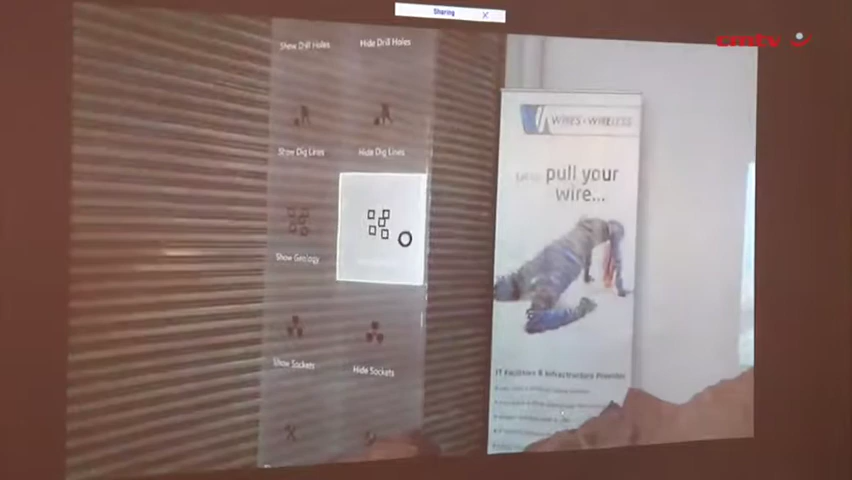 Sharing
cmtv
Show Drill Holes
Hide Drill Holes
Show Dig Lines
Hide Dig Lines
Show Geology
Show Sockets
Hide Sockets
WIRES & WIRELESS
pull your
wire...
IT Facilities & Infrastructure Provider